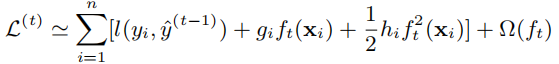 $\mathcal{L}^{(t)} \simeq \sum_{i=1}^{n} [l(y_i, \hat{y}^{(t-1)}) + g_i f_t(\mathbf{x}_i) + \frac{1}{2} h_i f_t^2(\mathbf{x}_i)] + \Omega(f_t)$